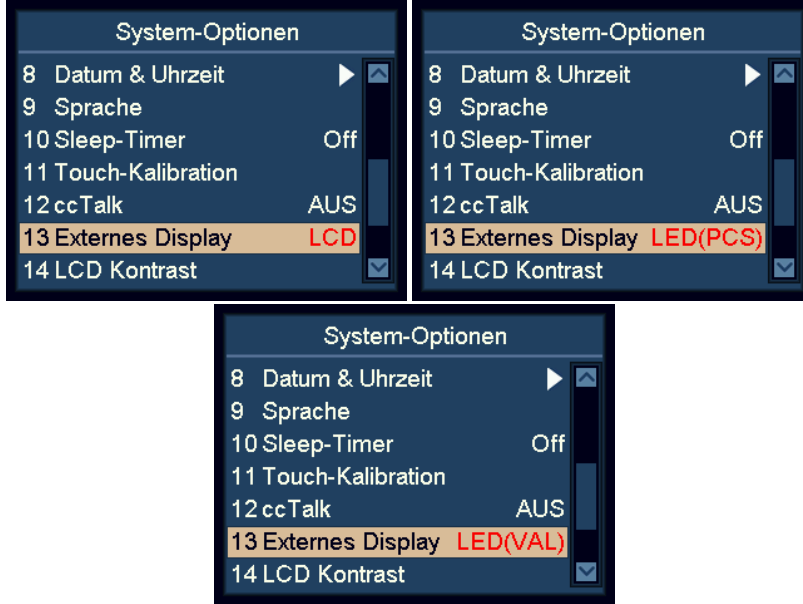 System-Optionen
8 Datum & Uhrzeit
9 Sprache
10 Sleep-Timer Off
11 Touch-Kalibration
12 ccTalk AUS
13 Externes Display LCD
14 LCD Kontrast
System-Optionen
8 Datum & Uhrzeit
9 Sprache
10 Sleep-Timer Off
11 Touch-Kalibration
12 ccTalk AUS
13 Externes Display LED(PCS)
14 LCD Kontrast
System-Optionen
8 Datum & Uhrzeit
9 Sprache
10 Sleep-Timer Off
11 Touch-Kalibration
12 ccTalk AUS
13 Externes Display LED(VAL)
14 LCD Kontrast